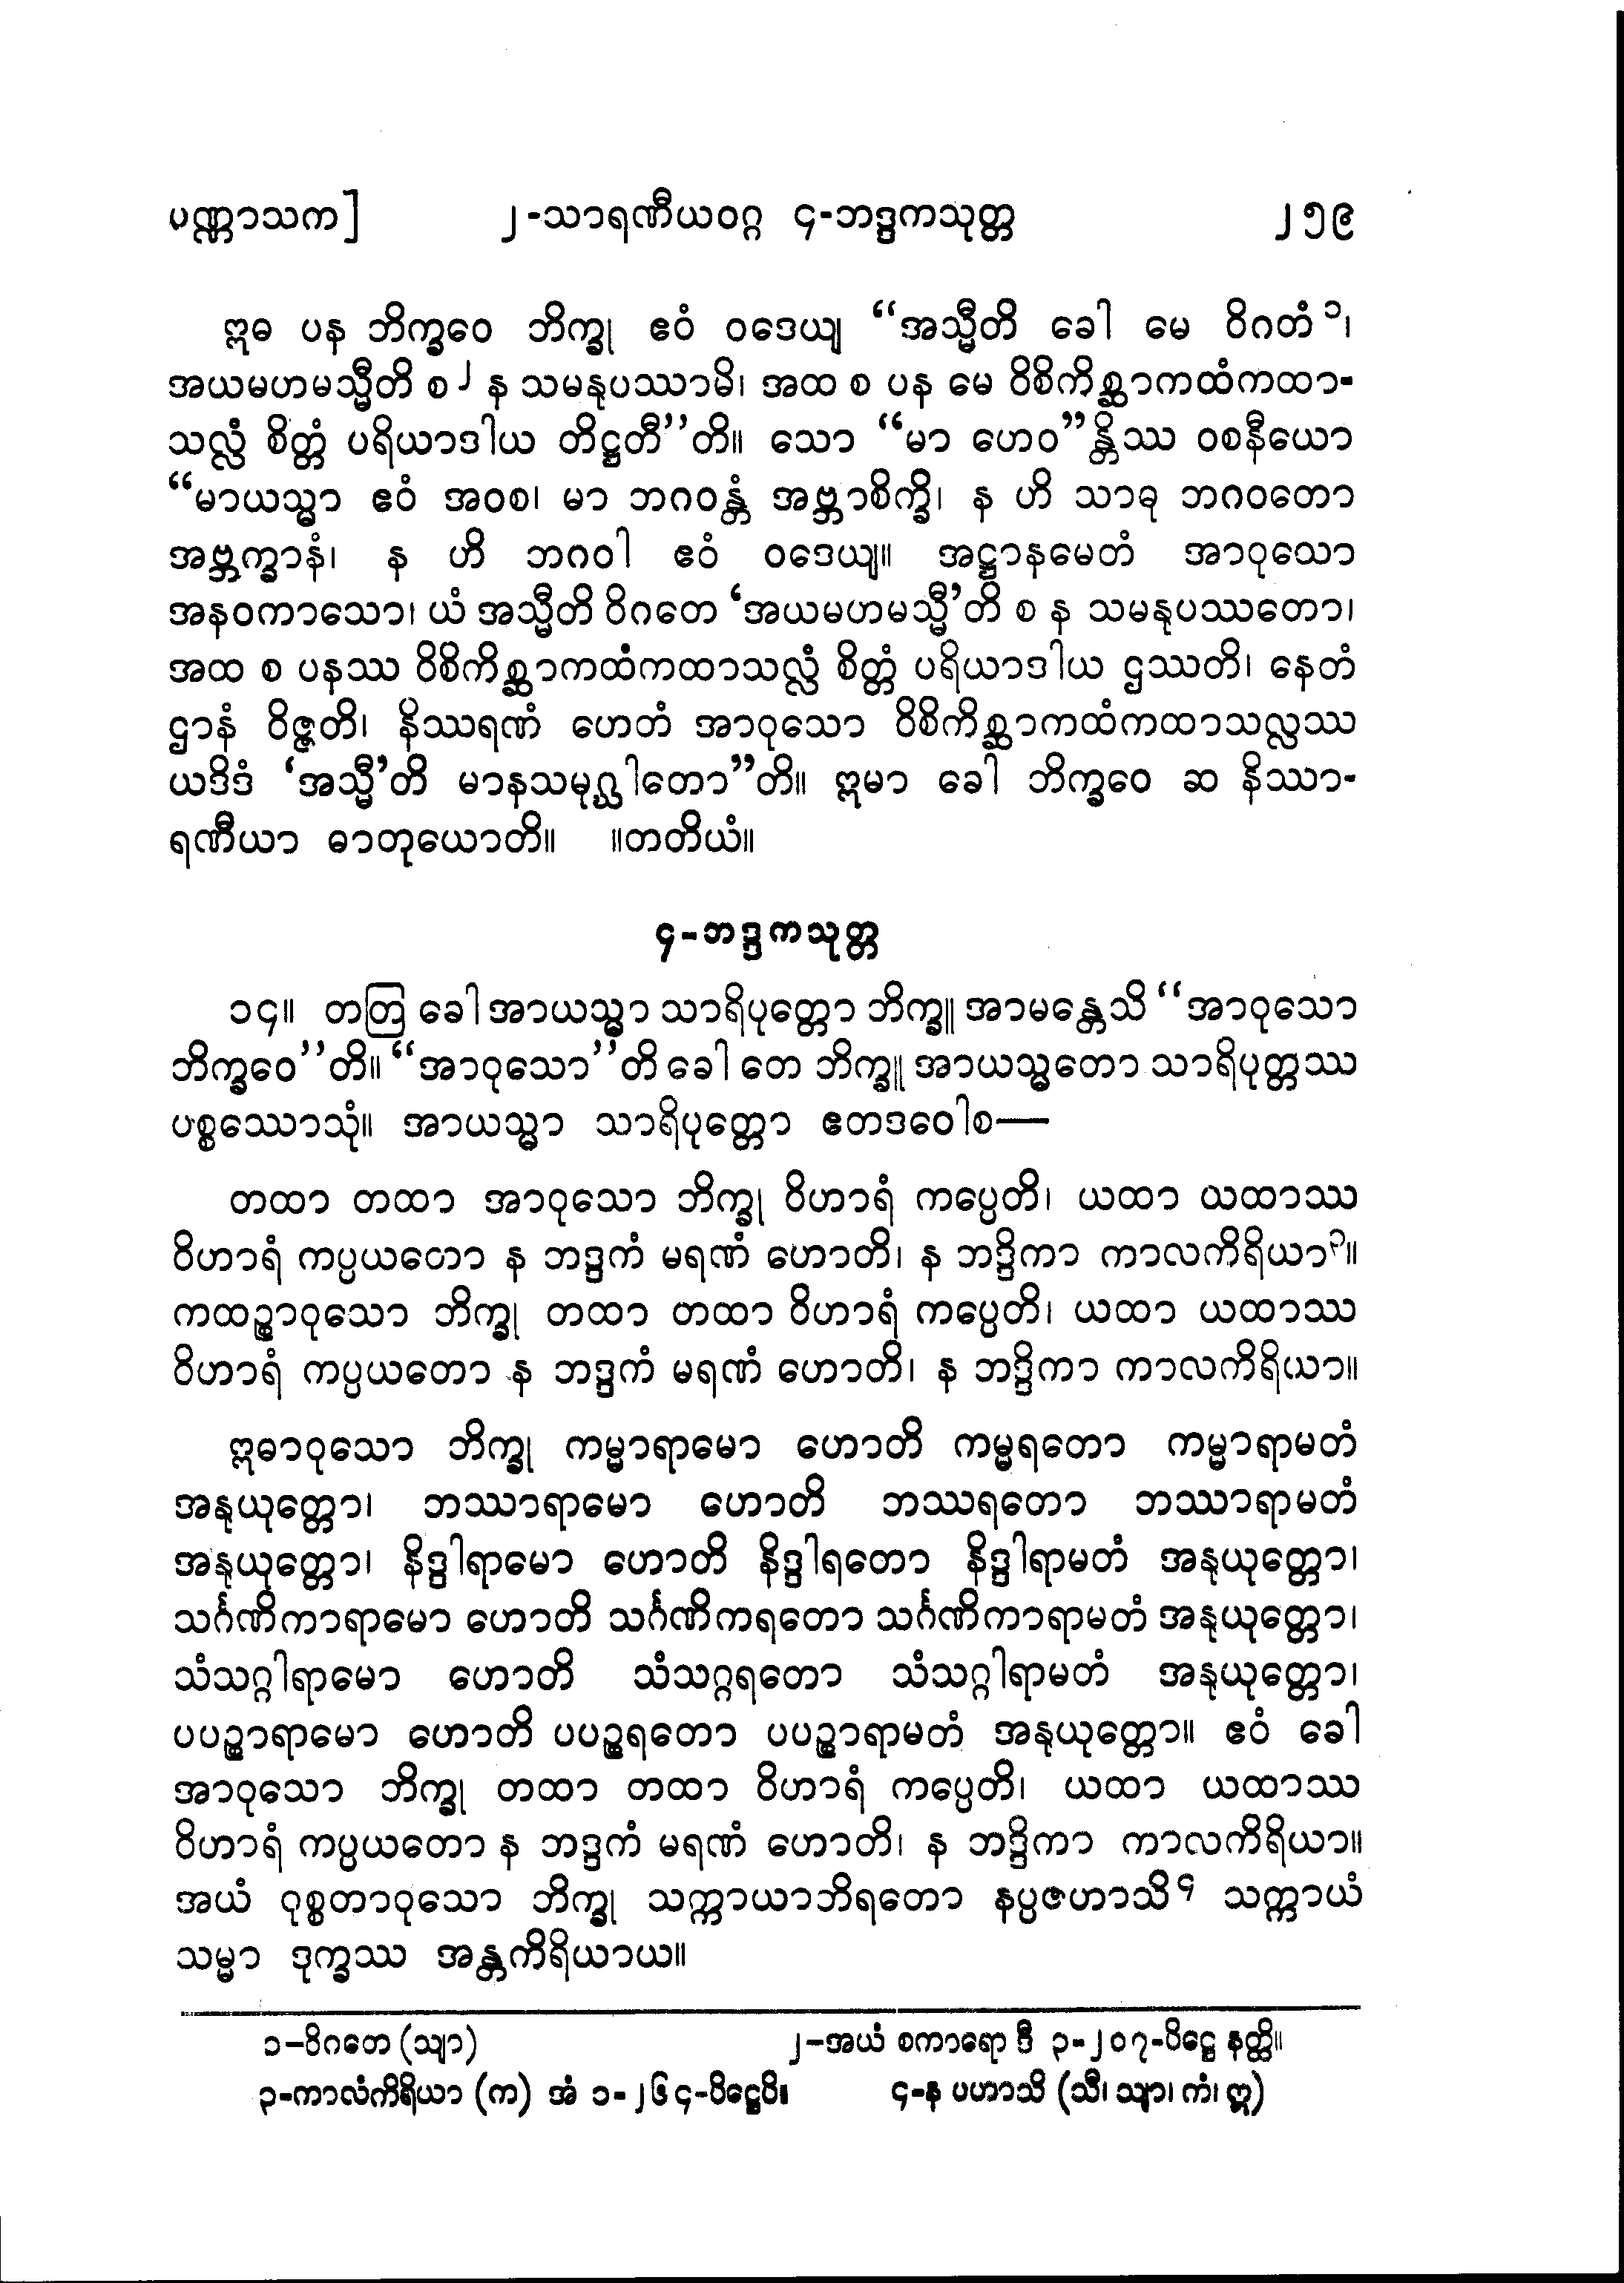 ပဏ္ဏာသက] ၂-သာရဏီယဝဂ္ဂ ၄-ဘဒ္ဒကသုတ္တ ၂၅၉
ဣဓ ပန ဘိက္ခဝေ ဘိက္ခု ဧဝံ ဝဒေယျ “အသ္မီတိ ခေါ မေ ဝိဂတံ ၁၊
အယမဟမသ္မီတိ စ ၂ န သမနုပဿာမိ၊ အထ စ ပန မေ ဝိစိကိစ္ဆာကထံကထာ-
သလ္လံ စိတ္တံ ပရိယာဒါယ တိဋ္ဌတီ”တိ။ သော “မာ ဟေဝ”န္တိဿ ဝစနီယော
“မာယသ္မာ ဧဝံ အဝစ၊ မာ ဘဂဝန္တံ အဗ္ဘာစိက္ခိ၊ န ဟိ သာဓု ဘဂဝတော
အဗ္ဘက္ခာနံ၊ န ဟိ ဘဂဝါ ဧဝံ ဝဒေယျ။ အဋ္ဌာနမေတံ အာဝုသော
အနဝကာသော၊ ယံ အသ္မီတိ ဝိဂတေ ‘အယမဟမသ္မီ’တိ စ န သမနုပဿတော၊
အထ စ ပနဿ ဝိစိကိစ္ဆာကထံကထာသလ္လံ စိတ္တံ ပရိယာဒါယ ဌဿတိ၊ နေတံ
ဌာနံ ဝိဇ္ဇတိ၊ နိဿရဏံ ဟေတံ အာဝုသော ဝိစိကိစ္ဆာကထံကထာသလ္လဿ
ယဒိဒံ ‘အသ္မီ’တိ မာနသမုဂ္ဃါတော”တိ။ ဣမာ ခေါ ဘိက္ခဝေ ဆ နိဿာ-
ရဏီယာ ဓာတုယောတိ။ ။တတိယံ။
၄-ဘဒ္ဒကသုတ္တ
၁၄။ တတြ ခေါ အာယသ္မာ သာရိပုတ္တော ဘိက္ခူ အာမန္တေသိ “အာဝုသော
ဘိက္ခဝေ”တိ။ “အာဝုသော”တိ ခေါ တေ ဘိက္ခူ အာယသ္မတော သာရိပုတ္တဿ
ပစ္စဿောသုံ။ အာယသ္မာ သာရိပုတ္တော ဧတဒဝေါစ—
တထာ တထာ အာဝုသော ဘိက္ခု ဝိဟာရံ ကပ္ပေတိ၊ ယထာ ယထာဿ
ဝိဟာရံ ကပ္ပယတော န ဘဒ္ဒကံ မရဏံ ဟောတိ၊ န ဘဒ္ဒိကာ ကာလကိရိယာ ၃။
ကထဉ္စာဝုသော ဘိက္ခု တထာ တထာ ဝိဟာရံ ကပ္ပေတိ၊ ယထာ ယထာဿ
ဝိဟာရံ ကပ္ပယတော န ဘဒ္ဒကံ မရဏံ ဟောတိ၊ န ဘဒ္ဒိကာ ကာလကိရိယာ။
ဣဓာဝုသော ဘိက္ခု ကမ္မာရာမော ဟောတိ ကမ္မရတော ကမ္မာရာမတံ
အနုယုတ္တော၊ ဘဿာရာမော ဟောတိ ဘဿရတော ဘဿာရာမတံ
အနုယုတ္တော၊ နိဒ္ဒါရာမော ဟောတိ နိဒ္ဒါရတော နိဒ္ဒါရာမတံ အနုယုတ္တော၊
သင်္ဂဏိကာရာမော ဟောတိ သင်္ဂဏိကရတော သင်္ဂဏိကာရာမတံ အနုယုတ္တော၊
သံသဂ္ဂါရာမော ဟောတိ သံသဂ္ဂရတော သံသဂ္ဂါရာမတံ အနုယုတ္တော၊
ပပဉ္စာရာမော ဟောတိ ပပဉ္စရတော ပပဉ္စာရာမတံ အနုယုတ္တော။ ဧဝံ ခေါ
အာဝုသော ဘိက္ခု တထာ တထာ ဝိဟာရံ ကပ္ပေတိ၊ ယထာ ယထာဿ
ဝိဟာရံ ကပ္ပယတော န ဘဒ္ဒကံ မရဏံ ဟောတိ၊ န ဘဒ္ဒိကာ ကာလကိရိယာ။
အယံ ဝုစ္စတာဝုသော ဘိက္ခု သက္ကာယာဘိရတော နပ္ပဇဟာသိ ၄ သက္ကာယံ
သမ္မာ ဒုက္ခဿ အန္တကိရိယာယ။
၁–ဝိဂတေ (သျာ) ၂–အယံ စကာရော ဒီ ၃-၂၀၇-ပိဋ္ဌေ နတ္ထိ။
၃-ကာလံကိရိယာ (က) အံ ၁-၂၆၄-ပိဋ္ဌေပိ။ ၄-န ပဟာသိ (သီ၊ သျာ၊ ကံ၊ ဣ)